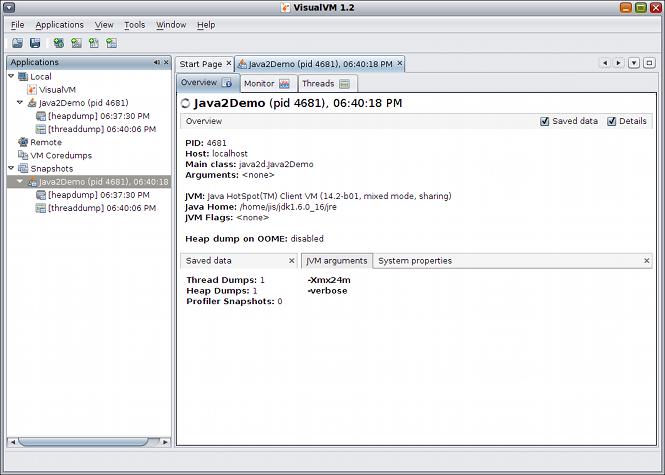 VisualVM 1.2
File Applications View Tools Window Help
Applications
Local
VisualVM
Java2Demo (pid 4681)
[heapdump] 06:37:30 PM
[threaddump] 06:40:06 PM
Remote
VM Coredumps
Snapshots
Java2Demo (pid 4681), 06:40:18
[heapdump] 06:37:30 PM
[threaddump] 06:40:06 PM
Start Page Java2Demo (pid 4681), 06:40:18 PM
Overview Monitor Threads
Java2Demo (pid 4681), 06:40:18 PM
Overview Saved data Details
PID: 4681
Host: localhost
Main class: java2d.Java2Demo
Arguments: <none>
JVM: Java HotSpot(TM) Client VM (14.2-b01, mixed mode, sharing)
Java Home: /home/jis/jdk1.6.0_16/jre
JVM Flags: <none>
Heap dump on OOME: disabled
Saved data JVM arguments System properties
Thread Dumps: 1
Heap Dumps: 1
Profiler Snapshots: 0
-Xmx24m
-verbose